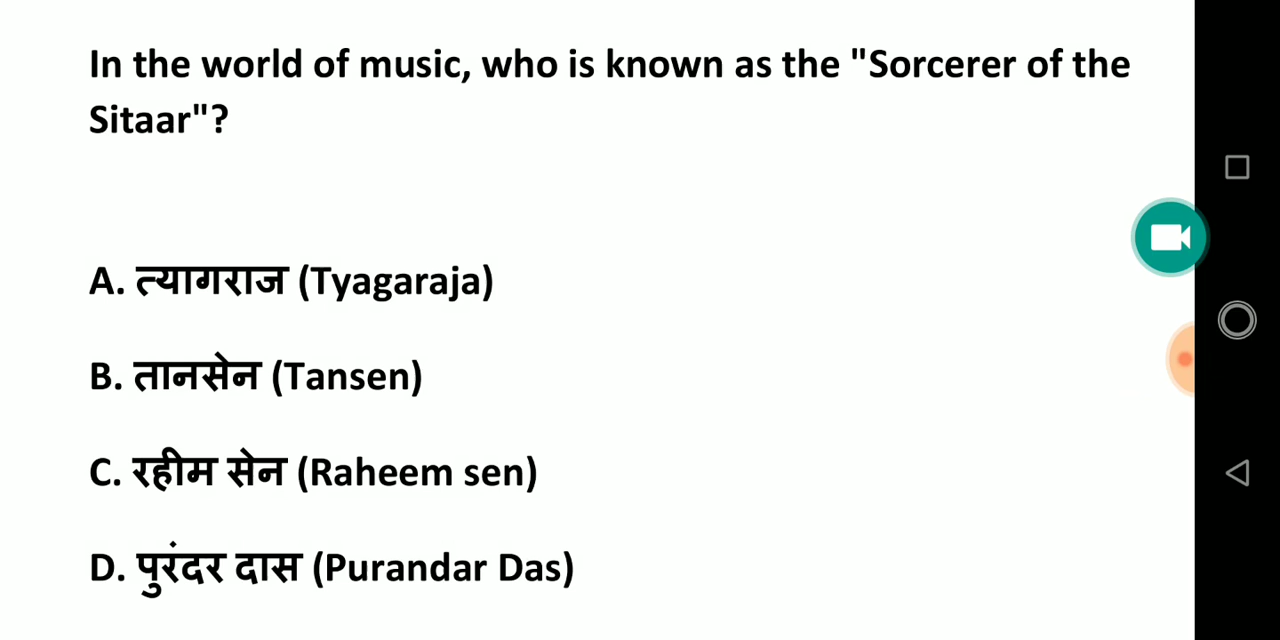 In the world of music, who is known as the "Sorcerer of the
Sitaar"?
A. त्यागराज (Tyagaraja)
B. तानसेन (Tansen)
C. रहीम सेन (Raheem sen)
D. पुरंदर दास (Purandar Das)